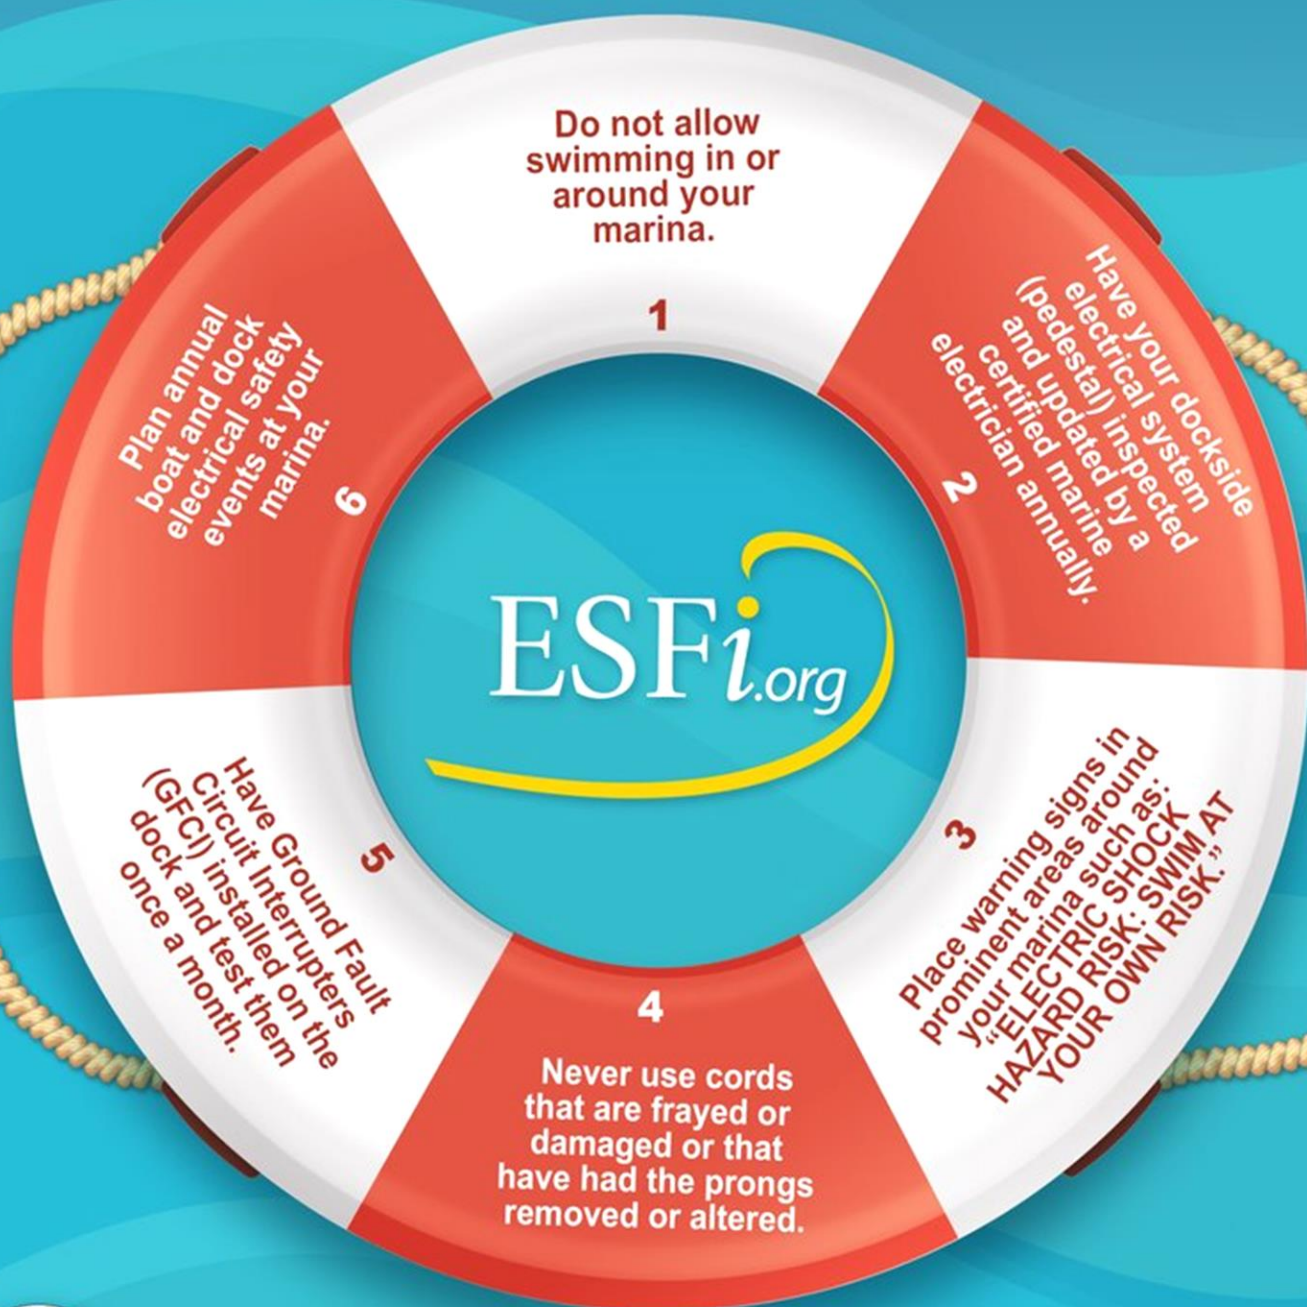 Do not allow
swimming in or
around your
marina.
1
Have your dockside
electrical system
(pedestal) inspected
and updated by a
certified marine
electrician annually.
2
3
Place warning signs in
prominent areas around
your marina such as:
“ELECTRIC SHOCK
HAZARD RISK: SWIM AT
YOUR OWN RISK.”
4
Never use cords
that are frayed or
damaged or that
have had the prongs
removed or altered.
5
Have Ground Fault
Circuit Interrupters
(GFCI) installed on the
dock and test them
once a month.
Plan annual
boat and dock
electrical safety
events at your
marina.
6
ESFi.org